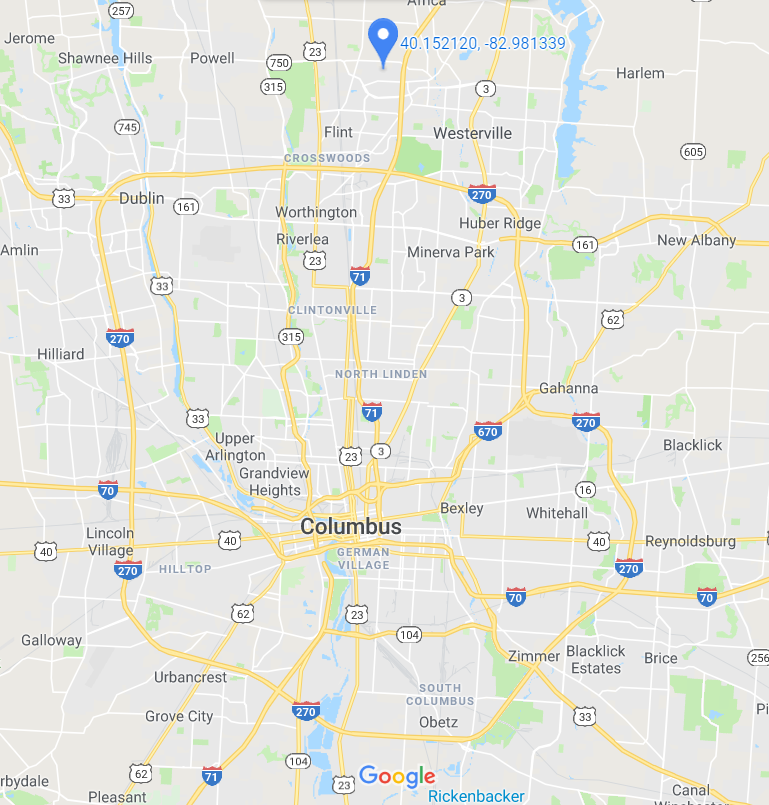 Africa
257
Jerome
23
40.152120, -82.981339
Shawnee Hills
Powell
750
315
3
Harlem
745
Flint
Westerville
CROSSWOODS
605
33
Dublin
161
270
Worthington
Huber Ridge
Riverlea
161
New Albany
Amlin
23
Minerva Park
71
33
3
CLINTONVILLE
62
270
315
Hilliard
NORTH LINDEN
Gahanna
33
71
270
670
Upper
Arlington
23
3
Blacklick
Grandview
Heights
70
16
Bexley
Whitehall
Columbus
Lincoln
Village
40
40
40
Reynoldsburg
GERMAN
VILLAGE
270
HILLTOP
270
70
70
62
23
104
Galloway
Zimmer
Blacklick
Estates
Brice
256
Urbancrest
SOUTH
COLUMBUS
270
Grove City
Obetz
33
Pi
104
rbydale
62
71
Google
23
Pleasant
Rickenbacker
Canal
Winchester